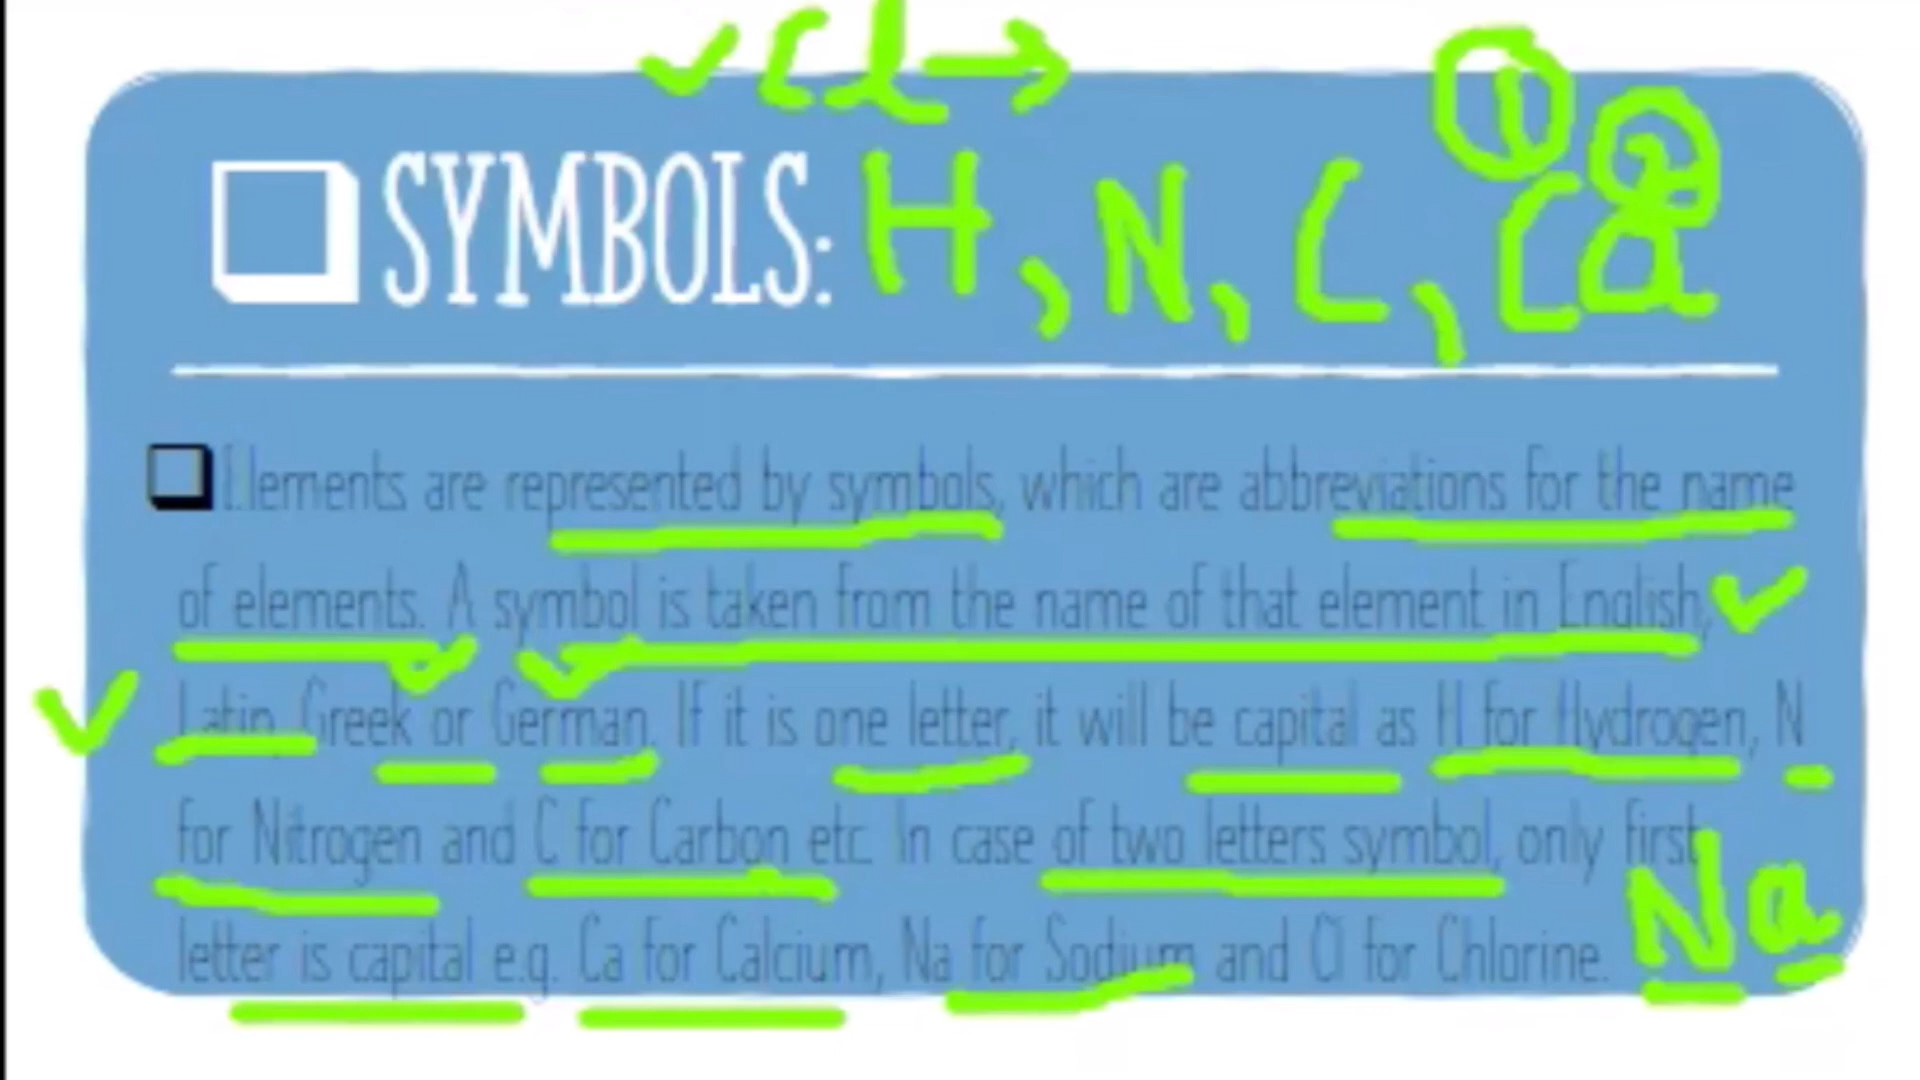 Cl →
1 2
SYMBOLS: H, N, C, Ca
Elements are represented by symbols, which are abbreviations for the name
of elements. A symbol is taken from the name of that element in English,
Latin, Greek or German. If it is one letter, it will be capital as H for Hydrogen, N
for Nitrogen and C for Carbon etc. In case of two letters symbol, only first
letter is capital e.g. Ca for Calcium, Na for Sodium and Cl for Chlorine.
Na